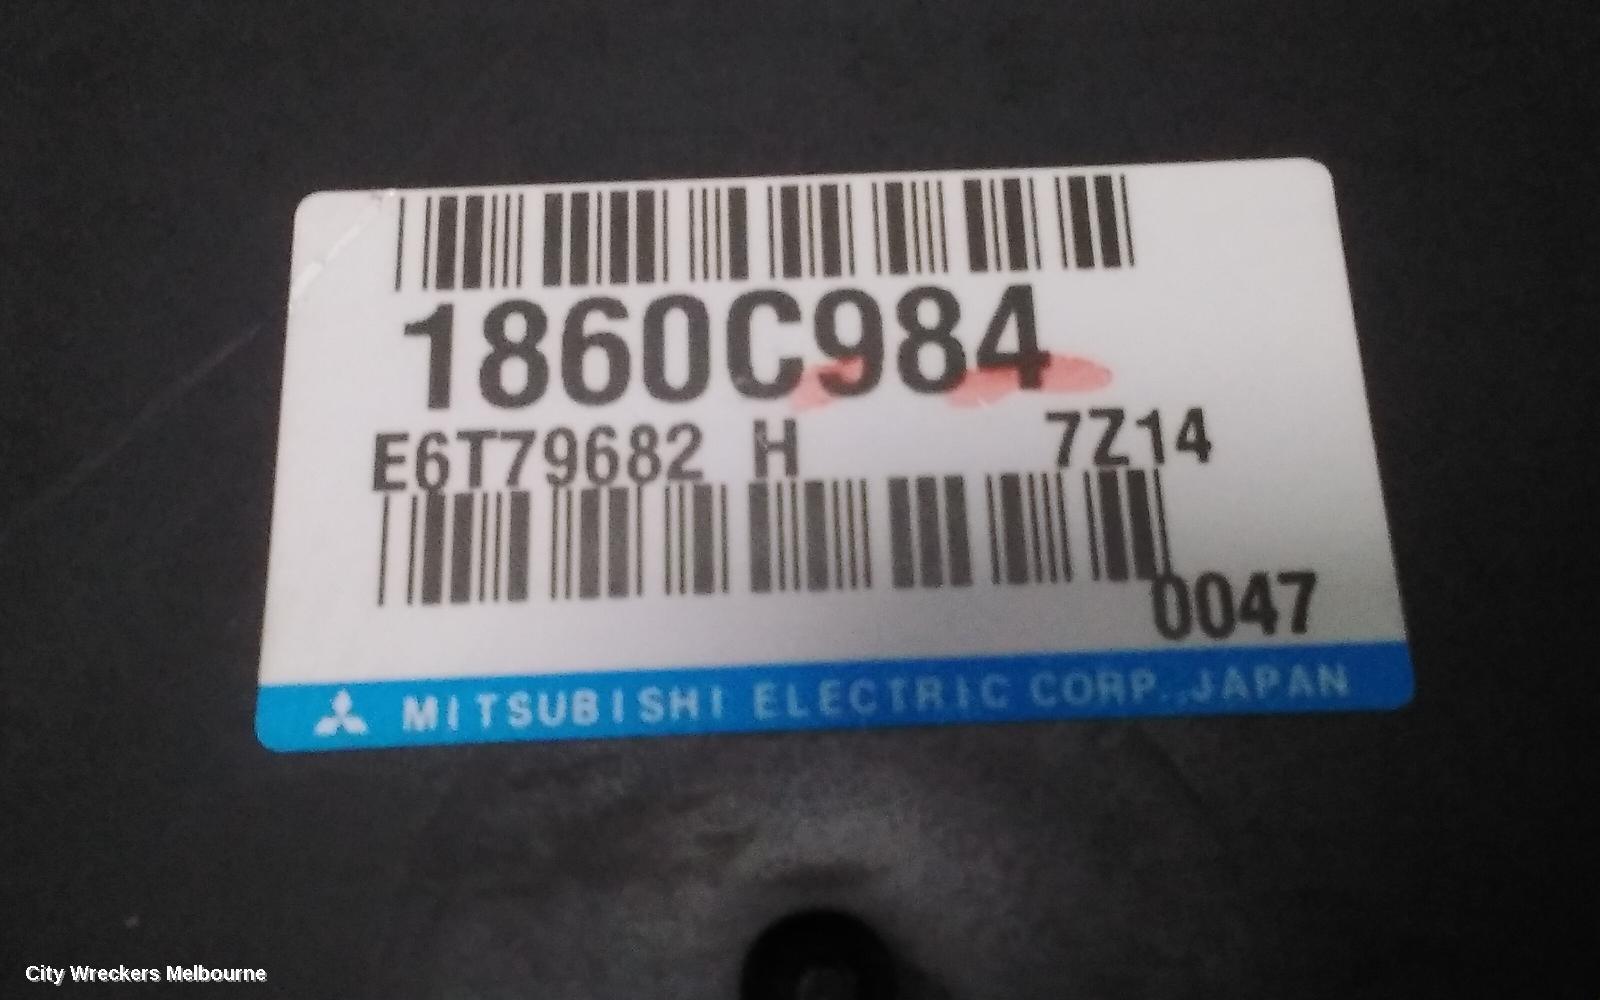 1860C984
E6T79682 H 7Z14
0047
MITSUBISHI ELECTRIC CORP.,JAPAN
City Wreckers Melbourne